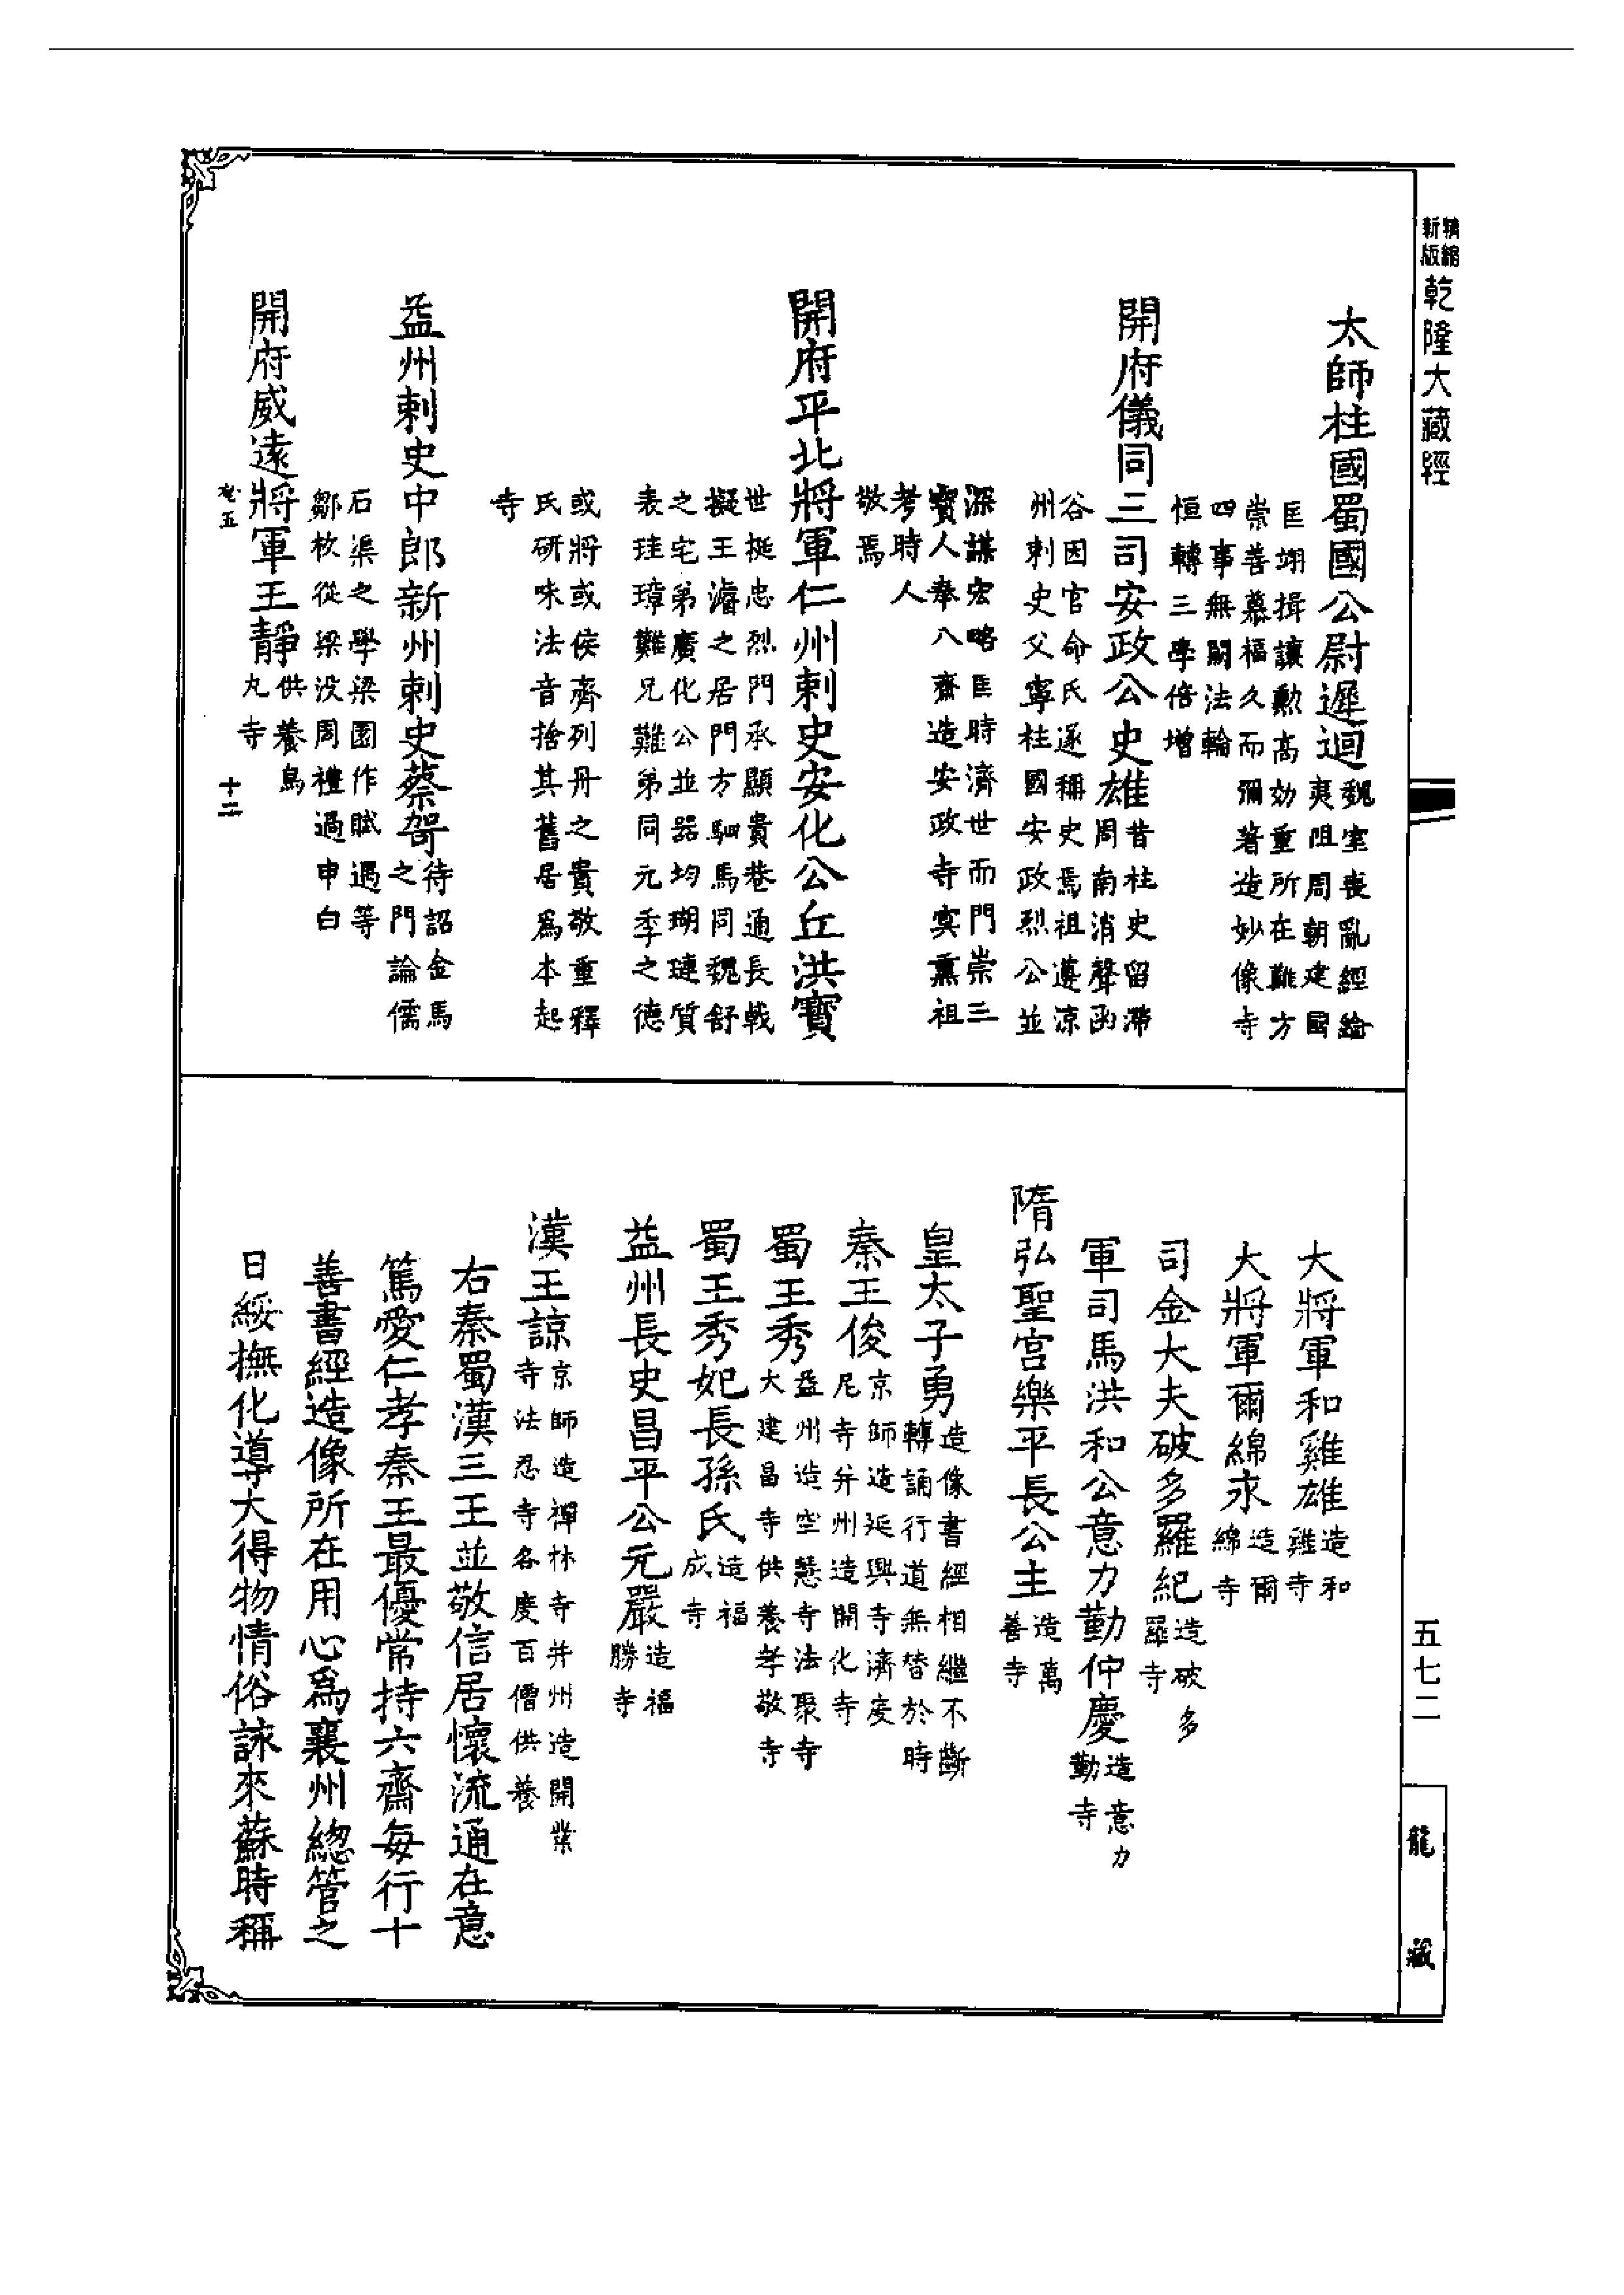 精縮
新版
乾隆大藏經
太師柱國蜀國公尉遲迴
魏室喪亂經綸
夷阻周朝建國
匡翊揖讓勲高効重所在難方
崇善慕福久而彌著造妙像寺
四事無闕法輪
恒轉三學倍增
開府儀同三司安政公史雄
昔柱史留滯
周南消聲函
谷因官命氏遂稱史焉祖遵涼
州刺史父寧柱國安政烈公並
深謀宏略匡時濟世而門崇三
寶人奉八齋造安政寺寘熏祖
考時人
敬焉
開府平北將軍仁州刺史安化公丘洪寶
世挺忠烈門承顯貴巷通長戟
擬王濬之居門方駟馬同魏舒
之宅弟廣化公並器均瑚璉質
表珪璋難兄難弟同元季之德
或將或侯齊列丹之貴敬重釋
氏研味法音捨其舊居爲本起
寺
益州刺史中郎新州刺史蔡哿
待詔金馬
之門論儒
石渠之學梁園作賦遇等
鄒枚從梁没周禮過申白
開府威遠將軍王靜
供養鳥
丸寺
卷五
十二
大將軍和雞雄
造和
雞寺
大將軍爾綿永
造爾
綿寺
司金大夫破多羅紀
造破多
羅寺
軍司馬洪和公意力勤仲慶
造意力
勤寺
隋弘聖宮樂平長公主
造萬
善寺
皇太子勇
造像書經相繼不斷
轉誦行道無替於時
秦王俊
京師造延興寺濟度
尼寺并州造開化寺
蜀王秀
益州造空慧寺法聚寺
大建昌寺供養孝敬寺
蜀王秀妃長孫氏
造福
成寺
益州長史昌平公元嚴
造福
勝寺
漢王諒
京師造禪林寺并州造開業
寺法忍寺各度百僧供養
右秦蜀漢三王並敬信居懷流通在意
篤愛仁孝秦王最優常持六齋每行十
善書經造像所在用心爲襄州總管之
日綏撫化導大得物情俗詠來蘇時稱
五七二
龍藏